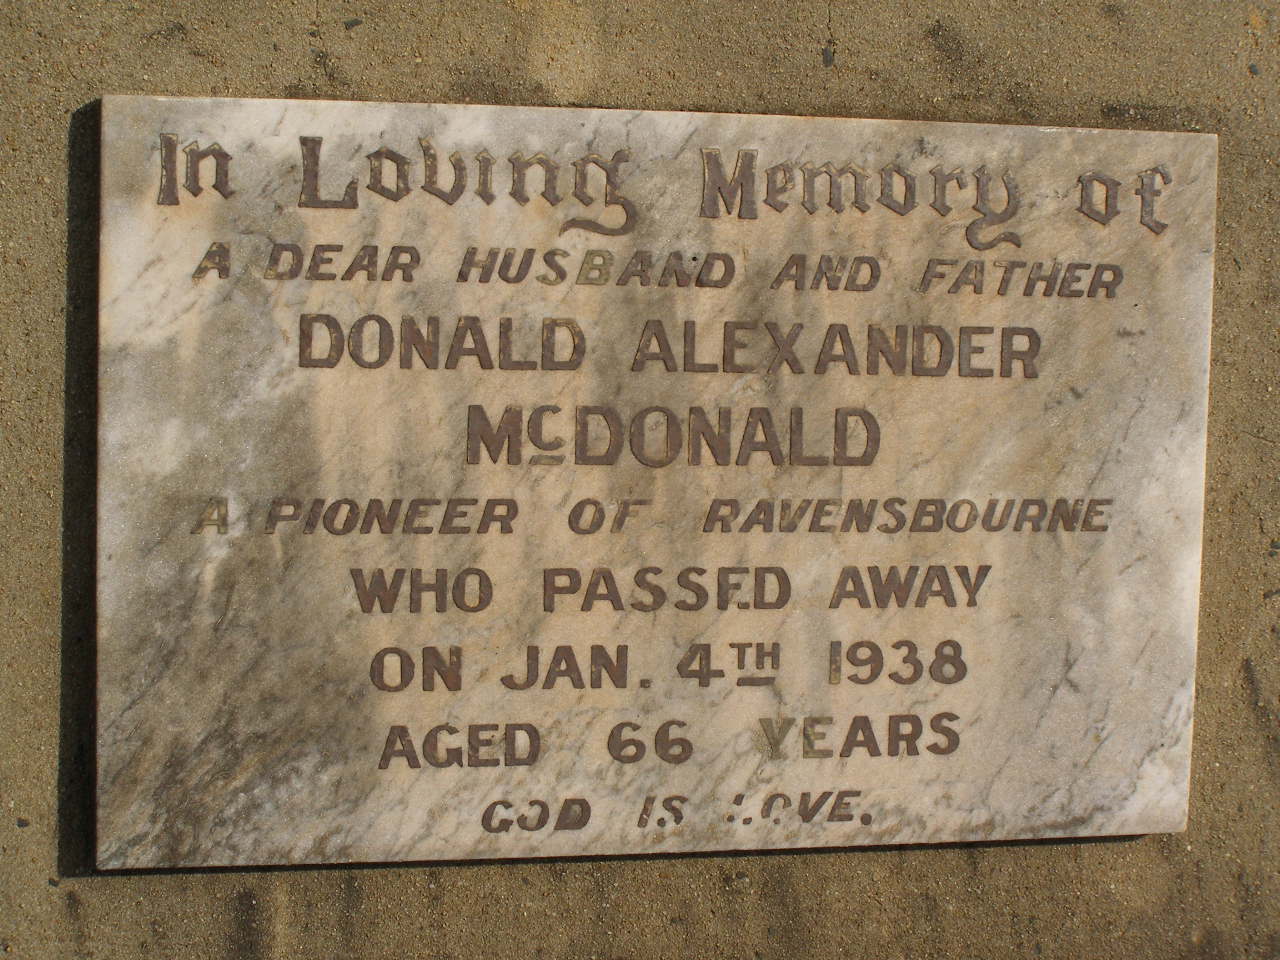 In Loving Memory of
A DEAR HUSBAND AND FATHER
DONALD ALEXANDER
McDONALD
A PIONEER OF RAVENSBOURNE
WHO PASSED AWAY
ON JAN. 4TH 1938
AGED 66 YEARS
GOD IS LOVE.